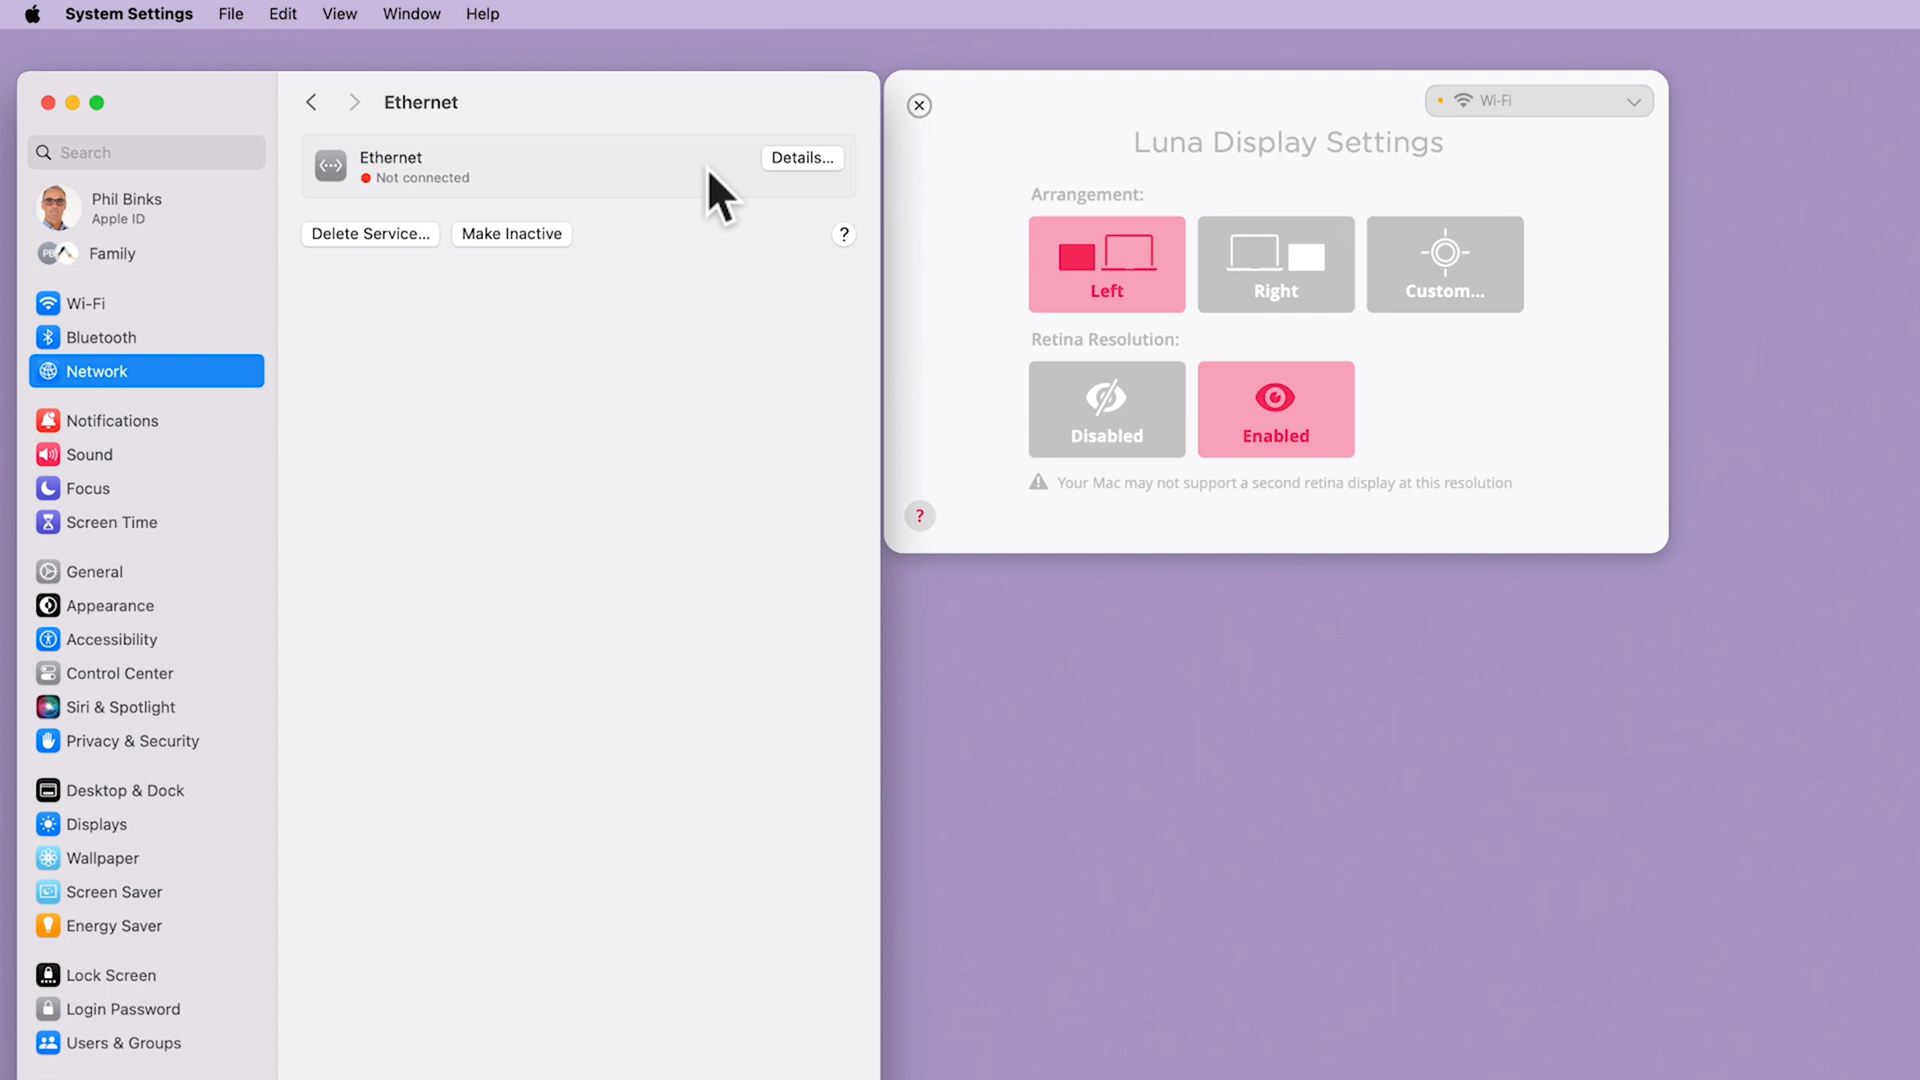 System Settings File Edit View Window Help
Ethernet
Search
Ethernet
Not connected
Details...
Delete Service...
Make Inactive
?
Phil Binks
Apple ID
PB
Family
Wi-Fi
Bluetooth
Network
Notifications
Sound
Focus
Screen Time
General
Appearance
Accessibility
Control Center
Siri & Spotlight
Privacy & Security
Desktop & Dock
Displays
Wallpaper
Screen Saver
Energy Saver
Lock Screen
Login Password
Users & Groups
Wi-Fi
Luna Display Settings
Arrangement:
Left
Right
Custom...
Retina Resolution:
Disabled
Enabled
Your Mac may not support a second retina display at this resolution
?